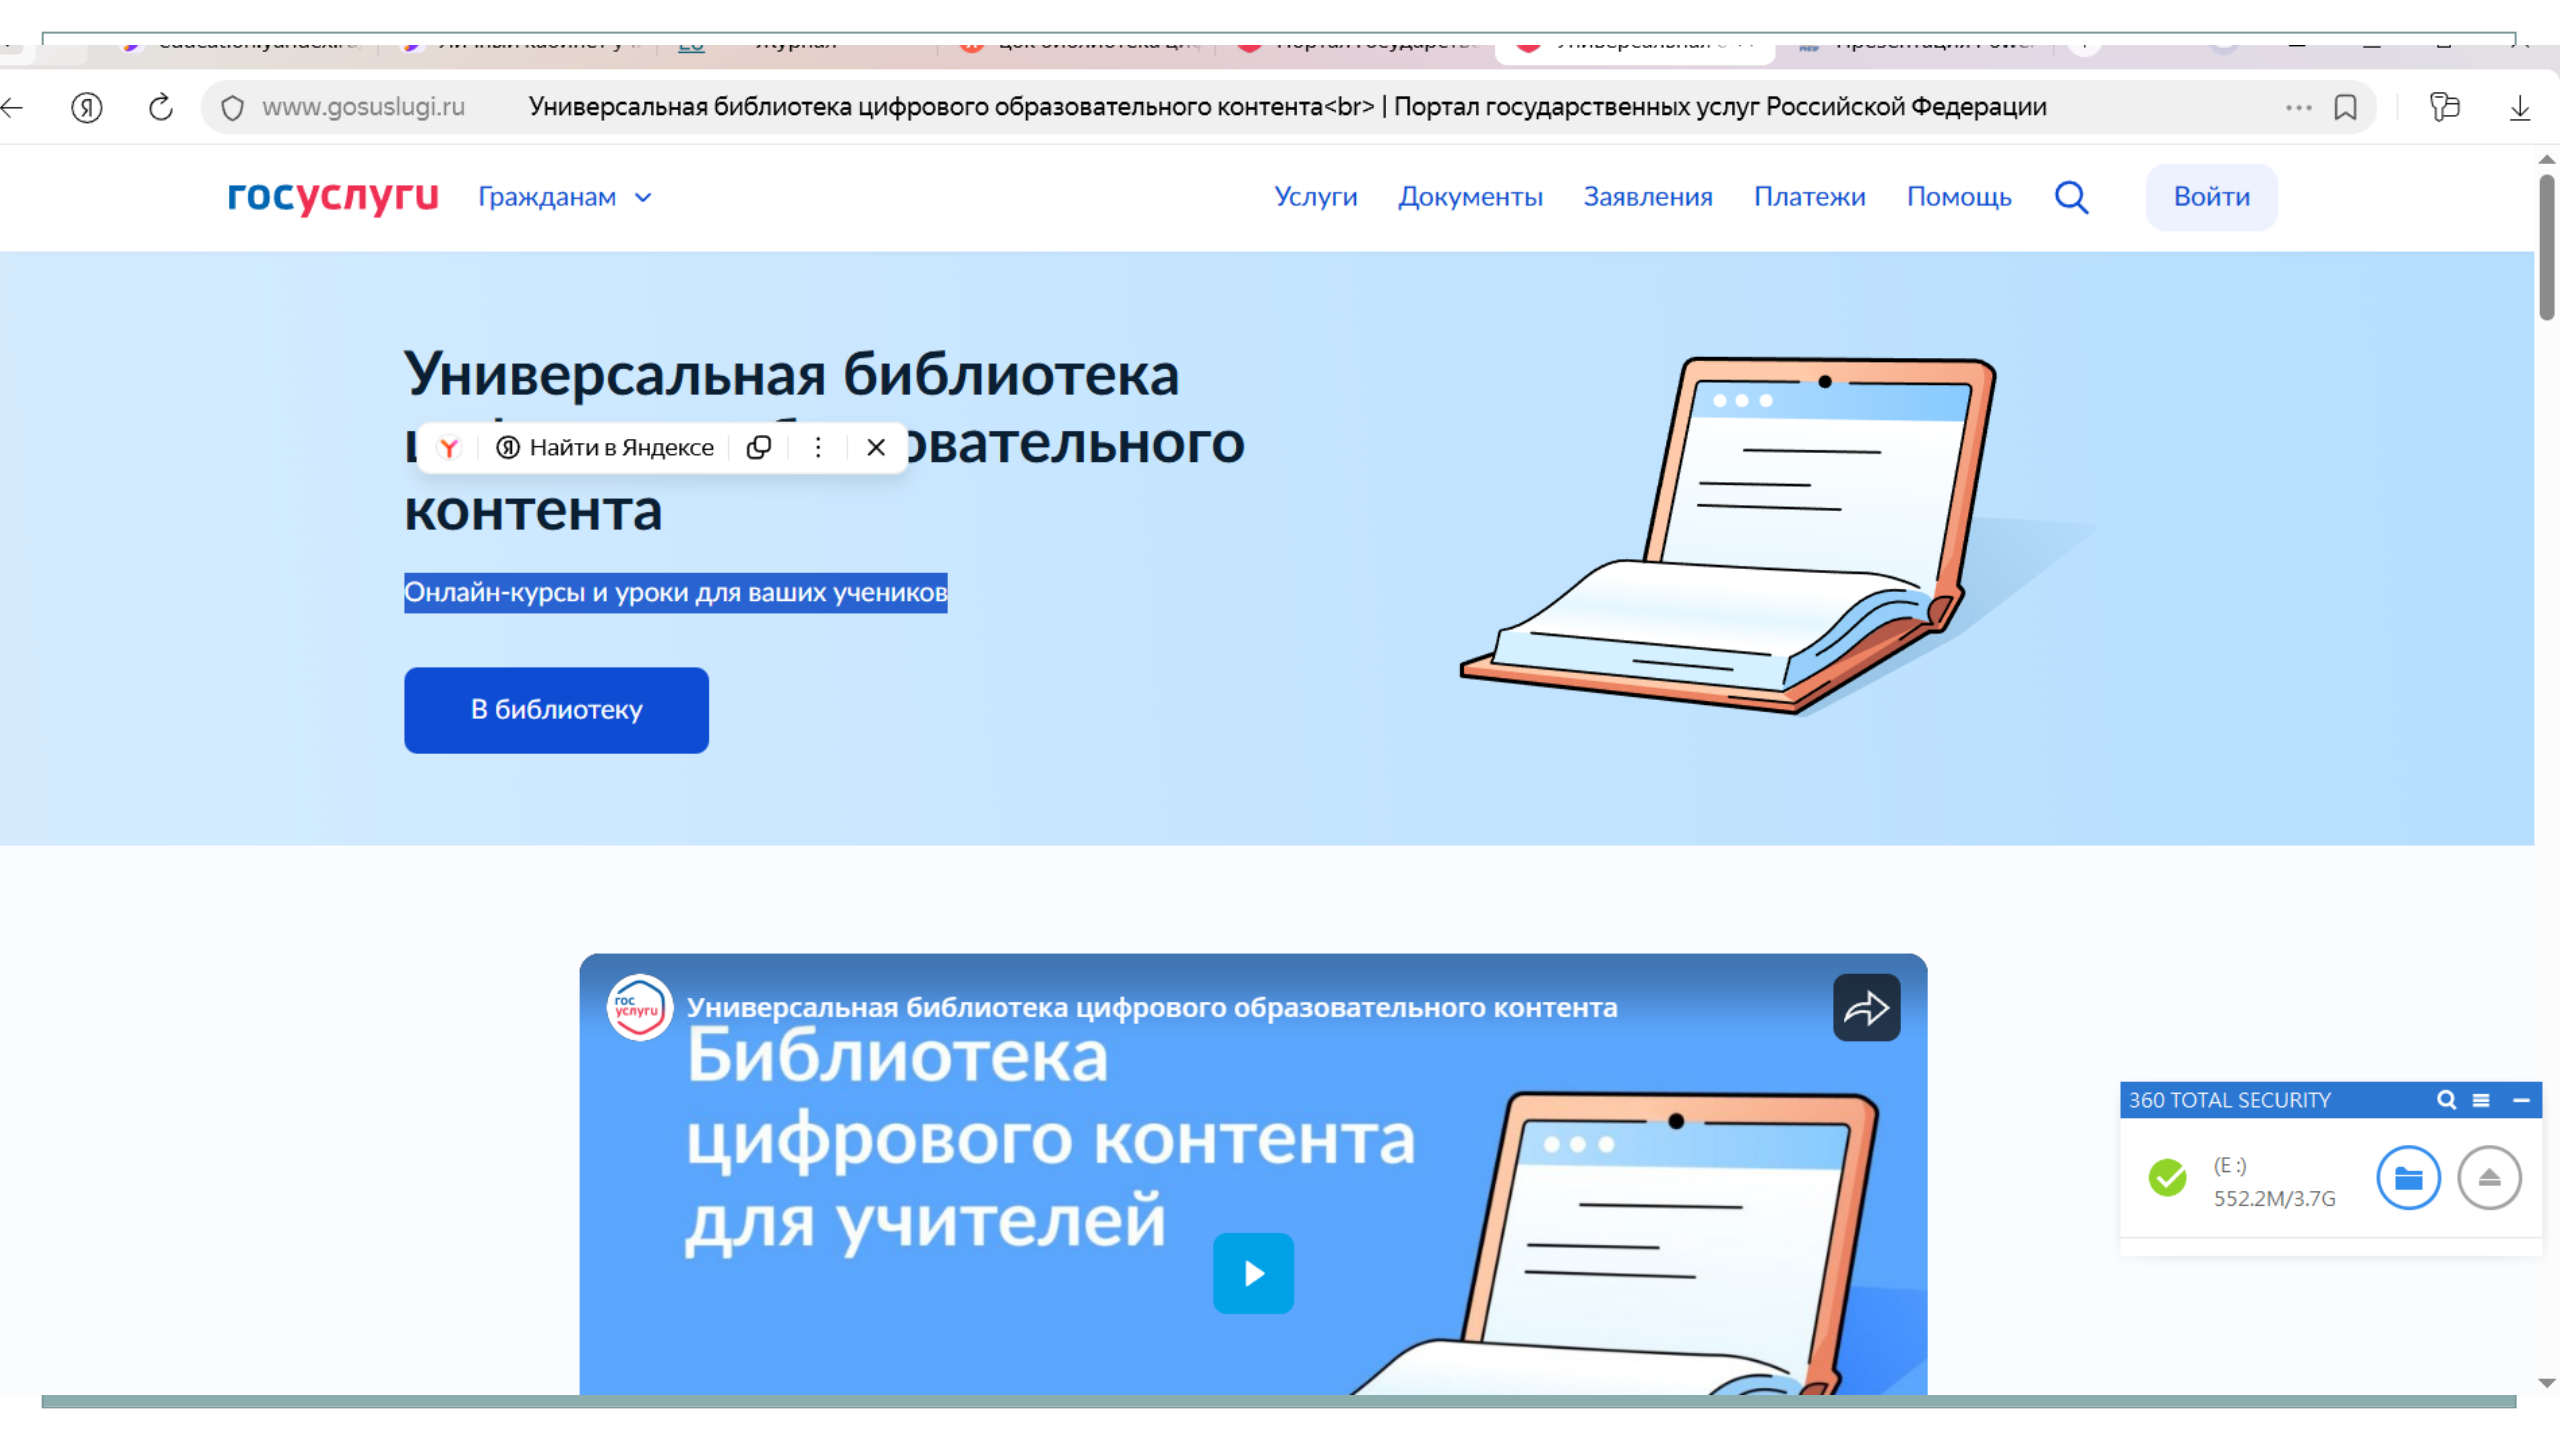 www.gosuslugi.ru Универсальная библиотека цифрового образовательного контента<br> | Портал государственных услуг Российской Федерации
госуслуги Гражданам Услуги Документы Заявления Платежи Помощь Войти
Универсальная библиотека
Найти в Яндексе
контента
Онлайн-курсы и уроки для ваших учеников
В библиотеку
гос
услуги
Универсальная библиотека цифрового образовательного контента
Библиотека
цифрового контента
для учителей
360 TOTAL SECURITY
(E :)
552.2M/3.7G